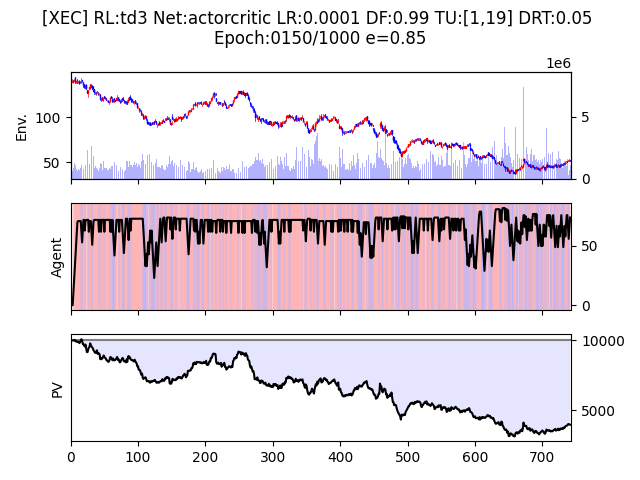 [XEC] RL:td3 Net:actorcritic LR:0.0001 DF:0.99 TU:[1,19] DRT:0.05
Epoch:0150/1000 e=0.85
1e6
Env.
100
50
5
0
Agent
50
0
PV
10000
5000
0 100 200 300 400 500 600 700